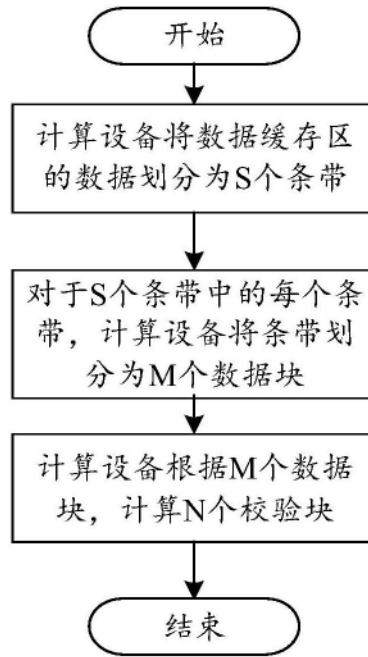 开始
计算设备将数据缓存区
的数据划分为S个条带
对于S个条带中的每个条
带，计算设备将条带划
分为M个数据块
计算设备根据M个数据
块，计算N个校验块
结束